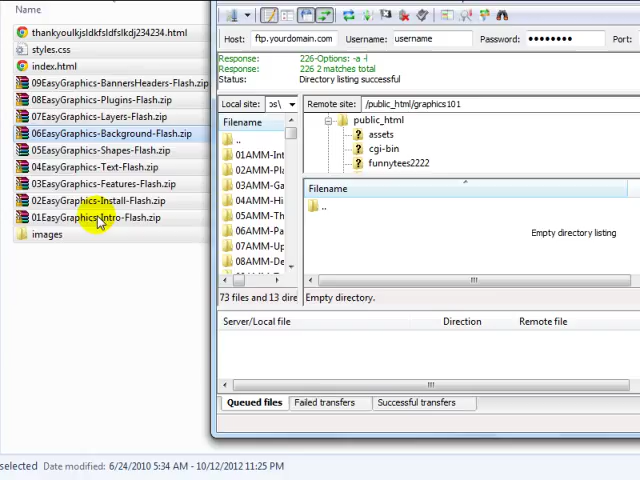 Name
thankyoulkjsldkfsldfslkdj234234.html
styles.css
index.html
09EasyGraphics-BannersHeaders-Flash.zip
08EasyGraphics-Plugins-Flash.zip
07EasyGraphics-Layers-Flash.zip
06EasyGraphics-Background-Flash.zip
05EasyGraphics-Shapes-Flash.zip
04EasyGraphics-Text-Flash.zip
03EasyGraphics-Features-Flash.zip
02EasyGraphics-Install-Flash.zip
01EasyGraphics-Intro-Flash.zip
images
selected Date modified: 6/24/2010 5:34 AM - 10/12/2012 11:25 PM
Host: ftp.yourdomain.com Username: username Password: ●●●●●●●● Port:
Response: 226-Options: -a -l
Response: 226 2 matches total
Status: Directory listing successful
Local site: os\
Filename
..
01AMM-Int
02AMM-Pla
03AMM-Ga
04AMM-Hi
05AMM-Th
06AMM-Pa
07AMM-Up
08AMM-De
73 files and 13 dire
Remote site: /public_html/graphics101
public_html
assets
cgi-bin
funnytees2222
Filename
..
Empty directory listing
Empty directory.
Server/Local file Direction Remote file
Queued files Failed transfers Successful transfers